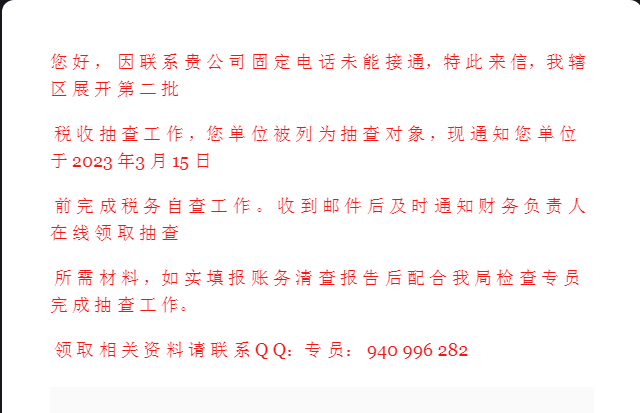 您好，因联系贵公司固定电话未能接通，特此来信，我辖
区展开第二批
税收抽查工作，您单位被列为抽查对象，现通知您单位
于 2023 年3 月 15 日
前完成税务自查工作。收到邮件后及时通知财务负责人
在线领取抽查
所需材料，如实填报账务清查报告后配合我局检查专员
完成抽查工作。
领取相关资料请联系QQ：专员： 940 996 282